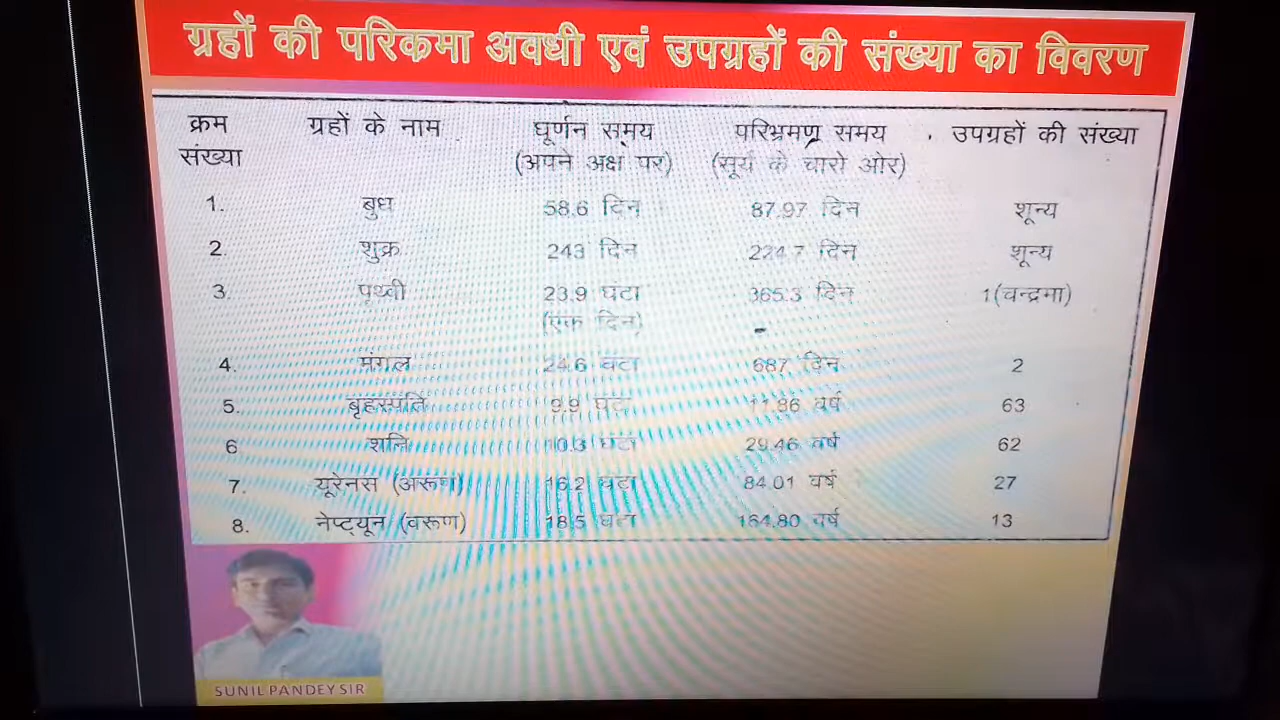 ग्रहों की परिक्रमा अवधी एवं उपग्रहों की संख्या का विवरण
क्रम संख्या ग्रहों के नाम घूर्णन समय (अपने अक्ष पर) परिभ्रमण समय (सूर्य के चारो ओर) उपग्रहों की संख्या
1. बुध 58.6 दिन 87.97 दिन शून्य
2. शुक्र 243 दिन 224.7 दिन शून्य
3. पृथ्वी 23.9 घंटा (एक दिन) 365.3 दिन 1(चन्द्रमा)
4. मंगल 24.6 घंटा 687 दिन 2
5. बृहस्पति 9.9 घंटा 11.86 वर्ष 63
6 शनि 10.3 घंटा 29.46 वर्ष 62
7. यूरेनस (अरूण) 16.2 घंटा 84.01 वर्ष 27
8. नेप्ट्यून (वरूण) 18.5 घंटा 164.80 वर्ष 13
SUNIL PANDEY SIR